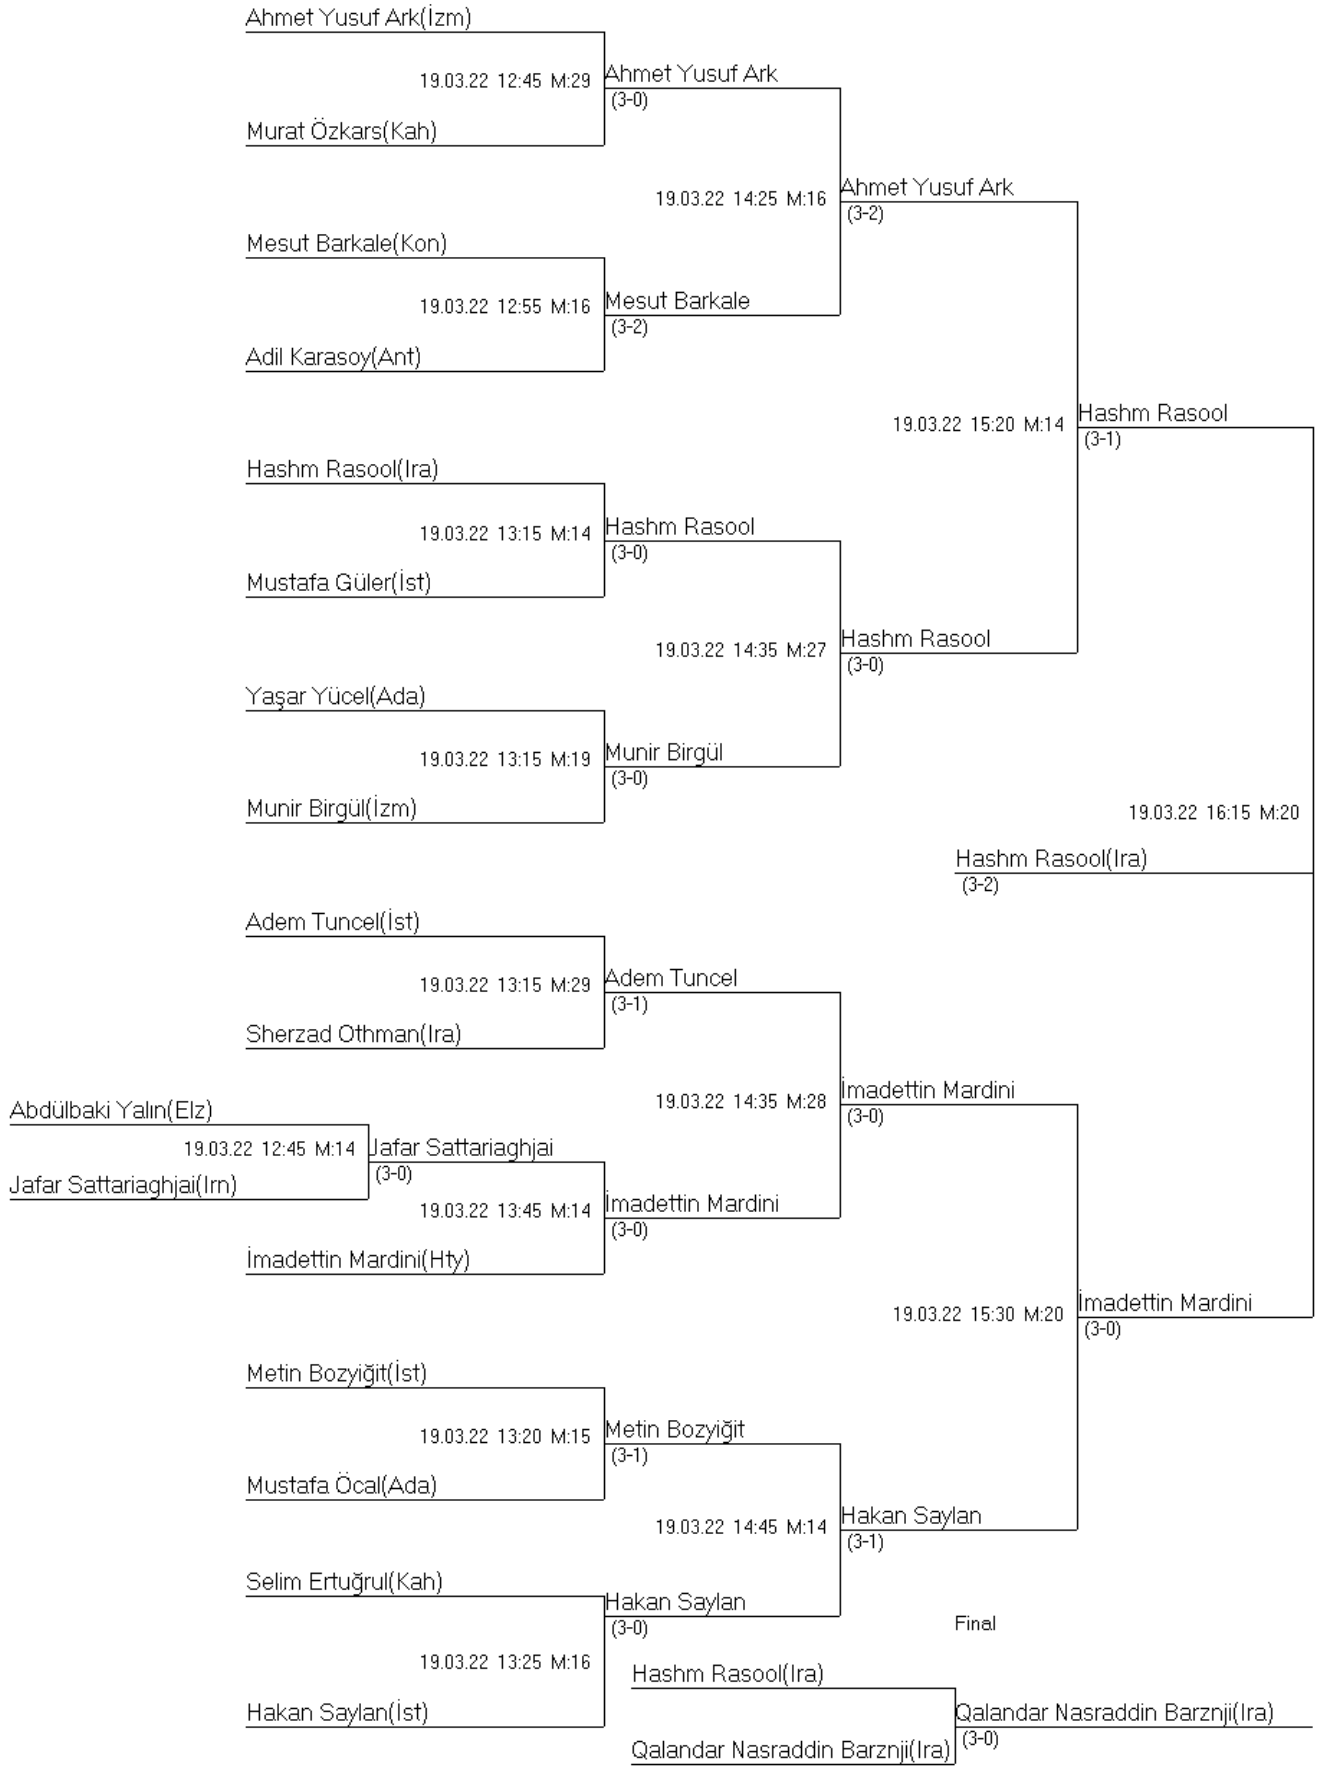 Ahmet Yusuf Ark(İzm)
19.03.22 12:45 M:29
Ahmet Yusuf Ark
(3-0)
Murat Özkars(Kah)
19.03.22 14:25 M:16
Ahmet Yusuf Ark
(3-2)
Mesut Barkale(Kon)
19.03.22 12:55 M:16
Mesut Barkale
(3-2)
Adil Karasoy(Ant)
19.03.22 15:20 M:14
Hashm Rasool
(3-1)
Hashm Rasool(Ira)
19.03.22 13:15 M:14
Hashm Rasool
(3-0)
Mustafa Güler(İst)
19.03.22 14:35 M:27
Hashm Rasool
(3-0)
Yaşar Yücel(Ada)
19.03.22 13:15 M:19
Munir Birgül
(3-0)
Munir Birgül(İzm)
19.03.22 16:15 M:20
Hashm Rasool(Ira)
(3-2)
Adem Tuncel(İst)
19.03.22 13:15 M:29
Adem Tuncel
(3-1)
Sherzad Othman(Ira)
19.03.22 14:35 M:28
İmadettin Mardini
(3-0)
Abdülbaki Yalın(Elz)
19.03.22 12:45 M:14
Jafar Sattariaghjai
(3-0)
Jafar Sattariaghjai(Irn)
19.03.22 13:45 M:14
İmadettin Mardini
(3-0)
İmadettin Mardini(Hty)
19.03.22 15:30 M:20
İmadettin Mardini
(3-0)
Metin Bozyiğit(İst)
19.03.22 13:20 M:15
Metin Bozyiğit
(3-1)
Mustafa Öcal(Ada)
19.03.22 14:45 M:14
Hakan Saylan
(3-1)
Selim Ertuğrul(Kah)
Hakan Saylan
(3-0)
19.03.22 13:25 M:16
Hakan Saylan(İst)
Final
Hashm Rasool(Ira)
Qalandar Nasraddin Barznji(Ira)
(3-0)
Qalandar Nasraddin Barznji(Ira)